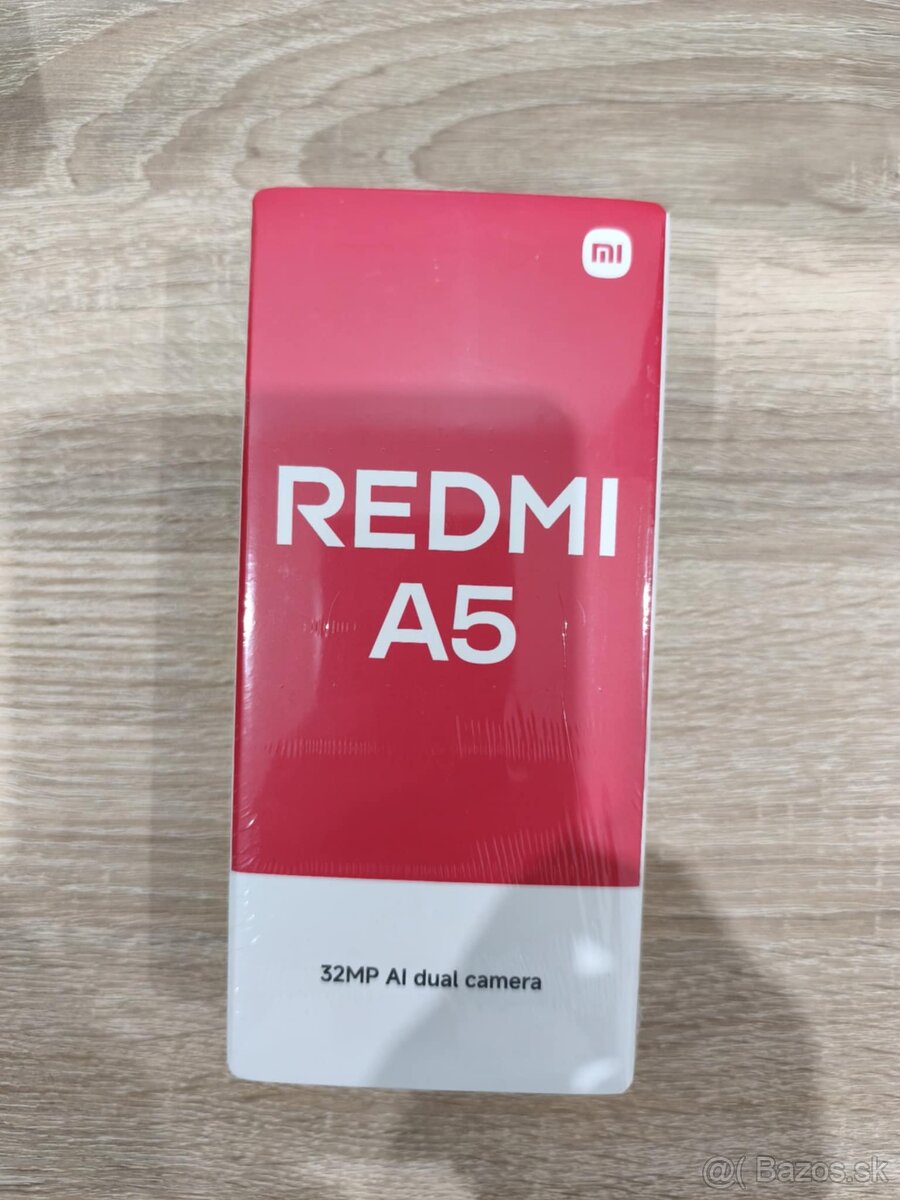 mi
REDMI
A5
32MP AI dual camera
@( Bazos.sk